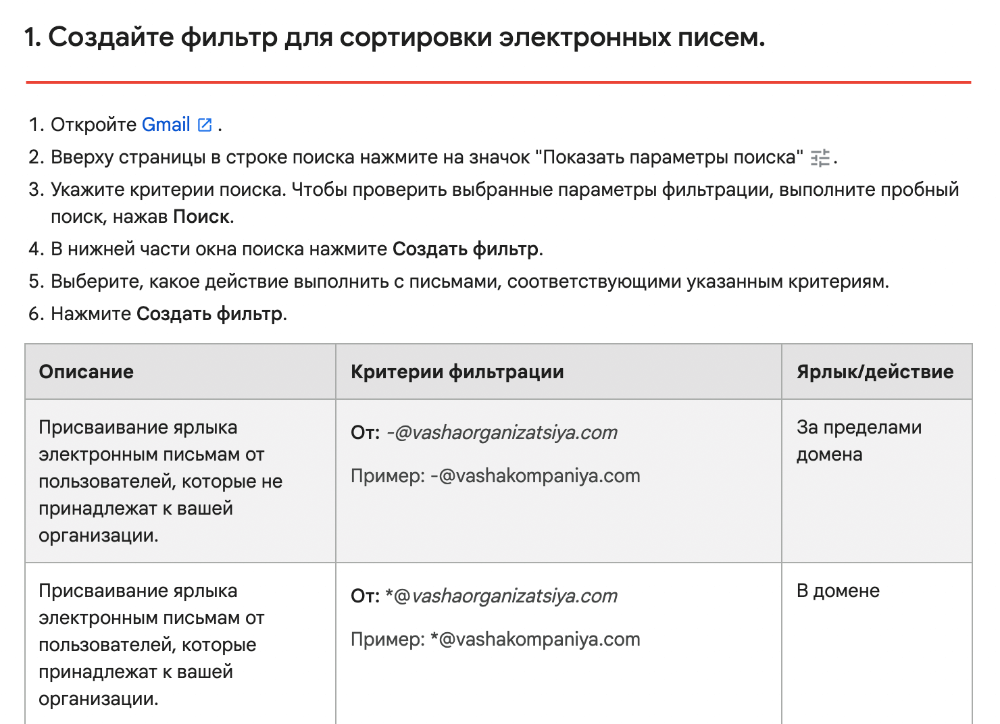 1. Создайте фильтр для сортировки электронных писем.
1. Откройте Gmail .
2. Вверху страницы в строке поиска нажмите на значок "Показать параметры поиска" .
3. Укажите критерии поиска. Чтобы проверить выбранные параметры фильтрации, выполните пробный
поиск, нажав Поиск.
4. В нижней части окна поиска нажмите Создать фильтр.
5. Выберите, какое действие выполнить с письмами, соответствующими указанным критериям.
6. Нажмите Создать фильтр.
Описание
Критерии фильтрации
Ярлык/действие
Присваивание ярлыка
электронным письмам от
пользователей, которые не
принадлежат к вашей
организации.
От: -@vashaorganizatsiya.com
Пример: -@vashakompaniya.com
За пределами
домена
Присваивание ярлыка
электронным письмам от
пользователей, которые
принадлежат к вашей
организации.
От: *@vashaorganizatsiya.com
Пример: *@vashakompaniya.com
В домене